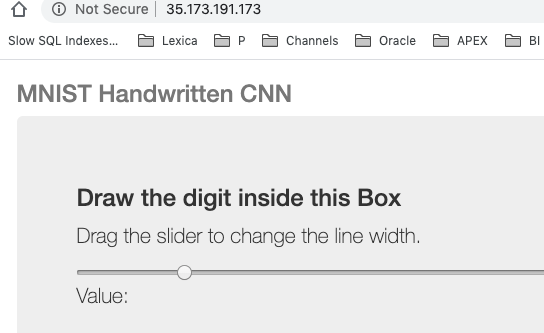 Not Secure | 35.173.191.173
Slow SQL Indexes... Lexica P Channels Oracle APEX BI
MNIST Handwritten CNN
Draw the digit inside this Box
Drag the slider to change the line width.
Value: